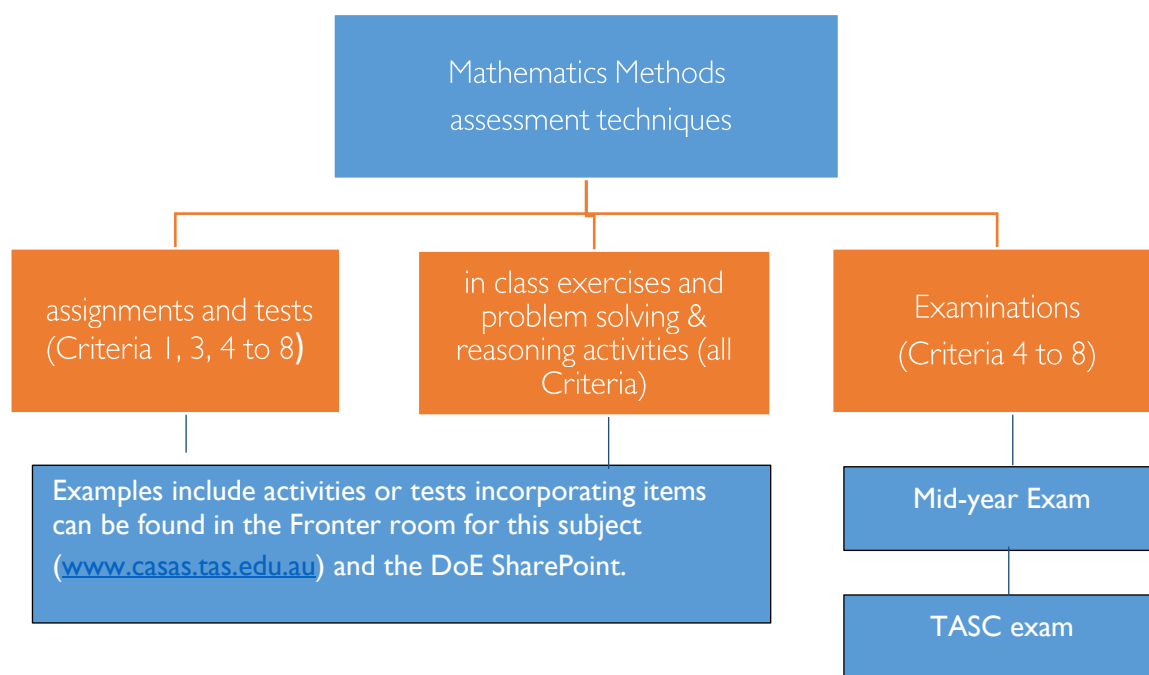 Mathematics Methods
assessment techniques
assignments and tests
(Criteria 1, 3, 4 to 8)
in class exercises and
problem solving &
reasoning activities (all
Criteria)
Examinations
(Criteria 4 to 8)
Examples include activities or tests incorporating items
can be found in the Fronter room for this subject
(www.casas.tas.edu.au) and the DoE SharePoint.
Mid-year Exam
TASC exam